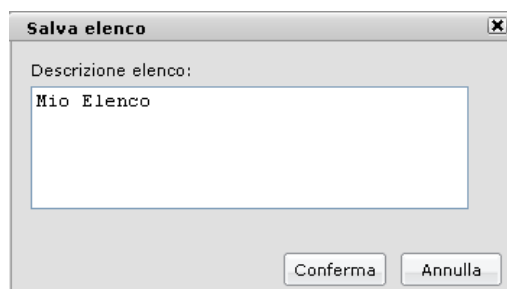 Salva elenco
Descrizione elenco:
Mio Elenco
Conferma Annulla